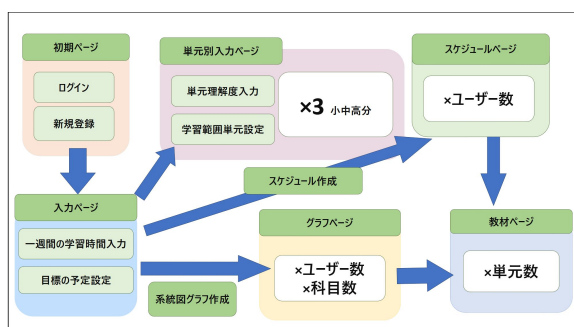 初期ページ
ログイン
新規登録
単元別入力ページ
単元理解度入力
学習範囲単元設定
×3 小中高分
スケジュールページ
×ユーザー数
スケジュール作成
入力ページ
一週間の学習時間入力
目標の予定設定
系統図グラフ作成
グラフページ
×ユーザー数
×科目数
教材ページ
×単元数